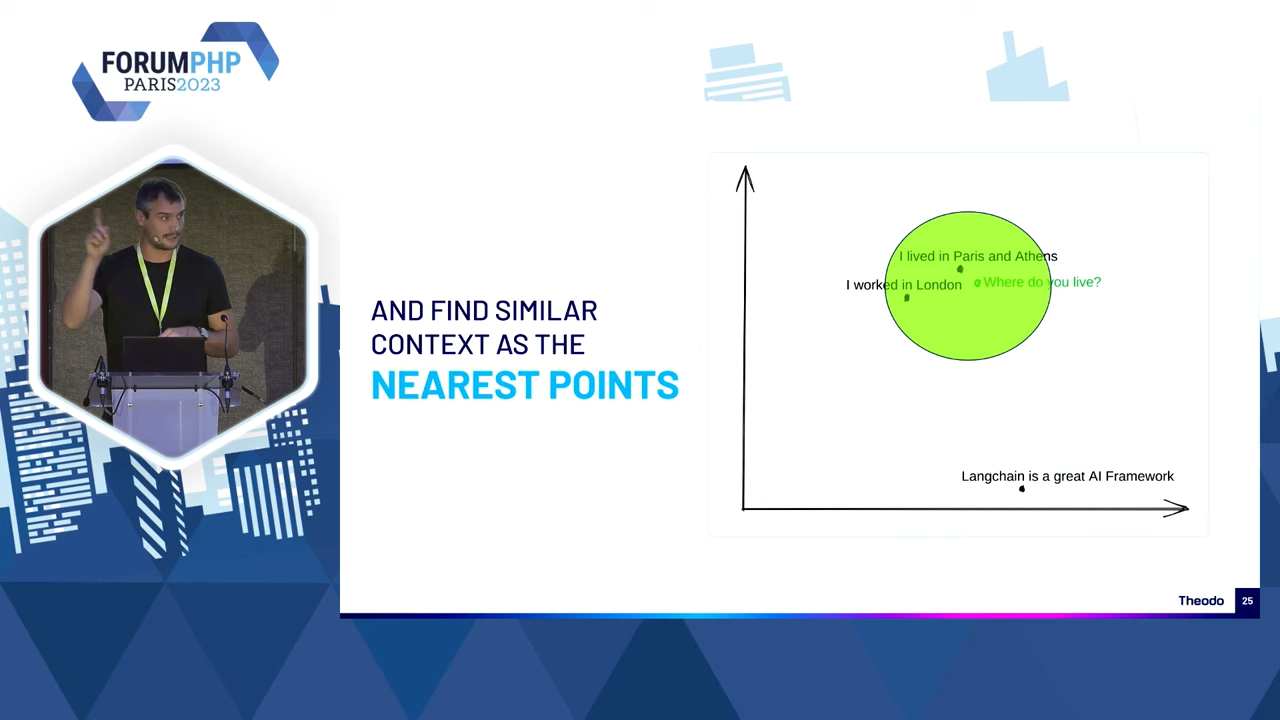 FORUMPHP
PARIS2023
AND FIND SIMILAR
CONTEXT AS THE
NEAREST POINTS
I lived in Paris and Athens
I worked in London
Where do you live?
Langchain is a great AI Framework
Theodo
25